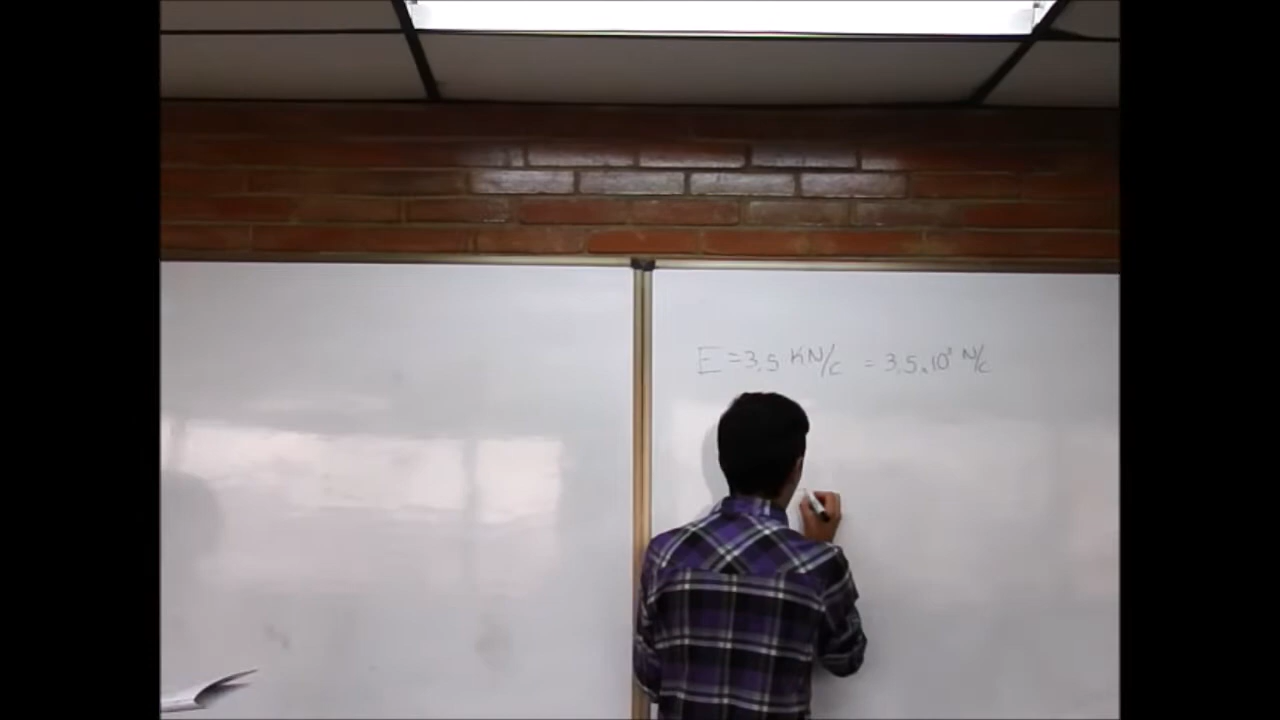 E = 3.5 KN/C = 3.5.10³ N/C